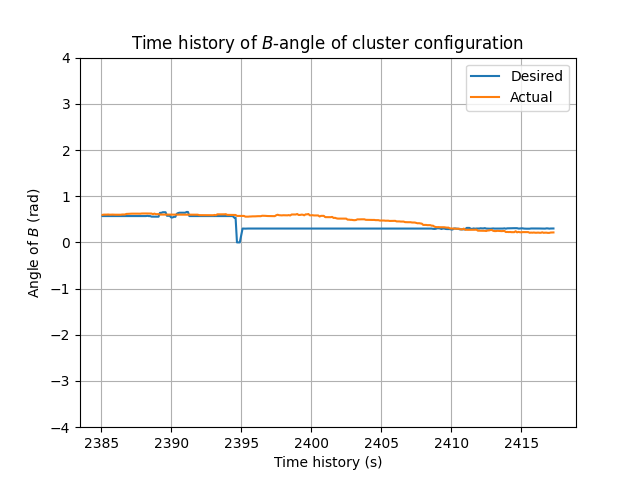 Time history of B-angle of cluster configuration
Desired
Actual
4
3
2
1
0
−1
−2
−3
−4
Angle of B (rad)
2385 2390 2395 2400 2405 2410 2415
Time history (s)